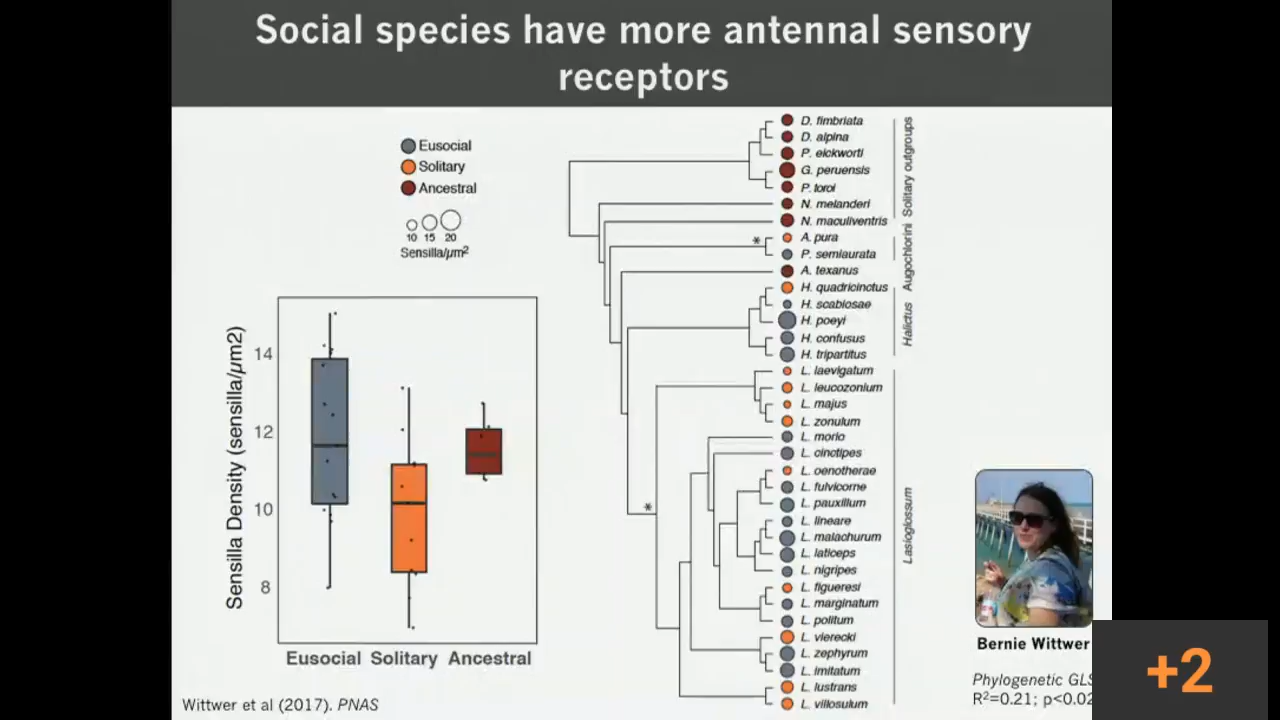 Social species have more antennal sensory
receptors
Eusocial
Solitary
Ancestral
10 15 20
Sensilla/µm²
Sensilla Density (sensilla/µm2)
14
12
10
8
Eusocial Solitary Ancestral
D. fimbriata
D. alpina
P. eickworti
G. peruensis
P. toroi
N. melanderi
N. maculiventris
A. pura
P. semiaurata
A. texanus
H. quadricinctus
H. scabiosae
H. poeyi
H. confusus
H. tripartitus
L. laevigatum
L. leucozonium
L. majus
L. zonulum
L. morio
L. cinctipes
L. oenotherae
L. fulvicorne
L. pauxillum
L. lineare
L. malachurum
L. laticeps
L. nigripes
L. figueresi
L. marginatum
L. politum
L. vierecki
L. zephyrum
L. imitatum
L. lustrans
L. villosulum
*
*
Solitary outgroups
Augochlorini
Halictus
Lasioglossum
Bernie Wittwer
Phylogenetic GLS
R²=0.21; p<0.02
+2
Wittwer et al (2017). PNAS